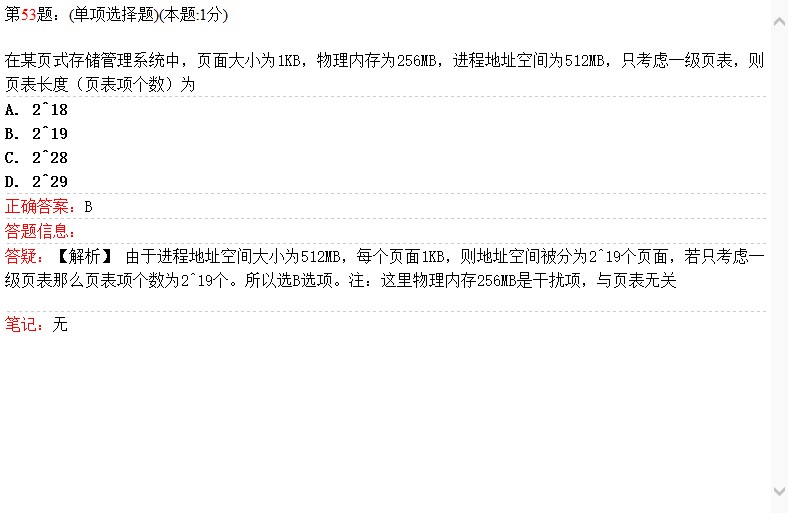 第53题：(单项选择题)(本题:1分)
在某页式存储管理系统中，页面大小为1KB，物理内存为256MB，进程地址空间为512MB，只考虑一级页表，则
页表长度（页表项个数）为
A. 2^18
B. 2^19
C. 2^28
D. 2^29
正确答案：B
答题信息：
答疑：【解析】 由于进程地址空间大小为512MB，每个页面1KB，则地址空间被分为2^19个页面，若只考虑一
级页表那么页表项个数为2^19个。所以选B选项。注：这里物理内存256MB是干扰项，与页表无关
笔记：无